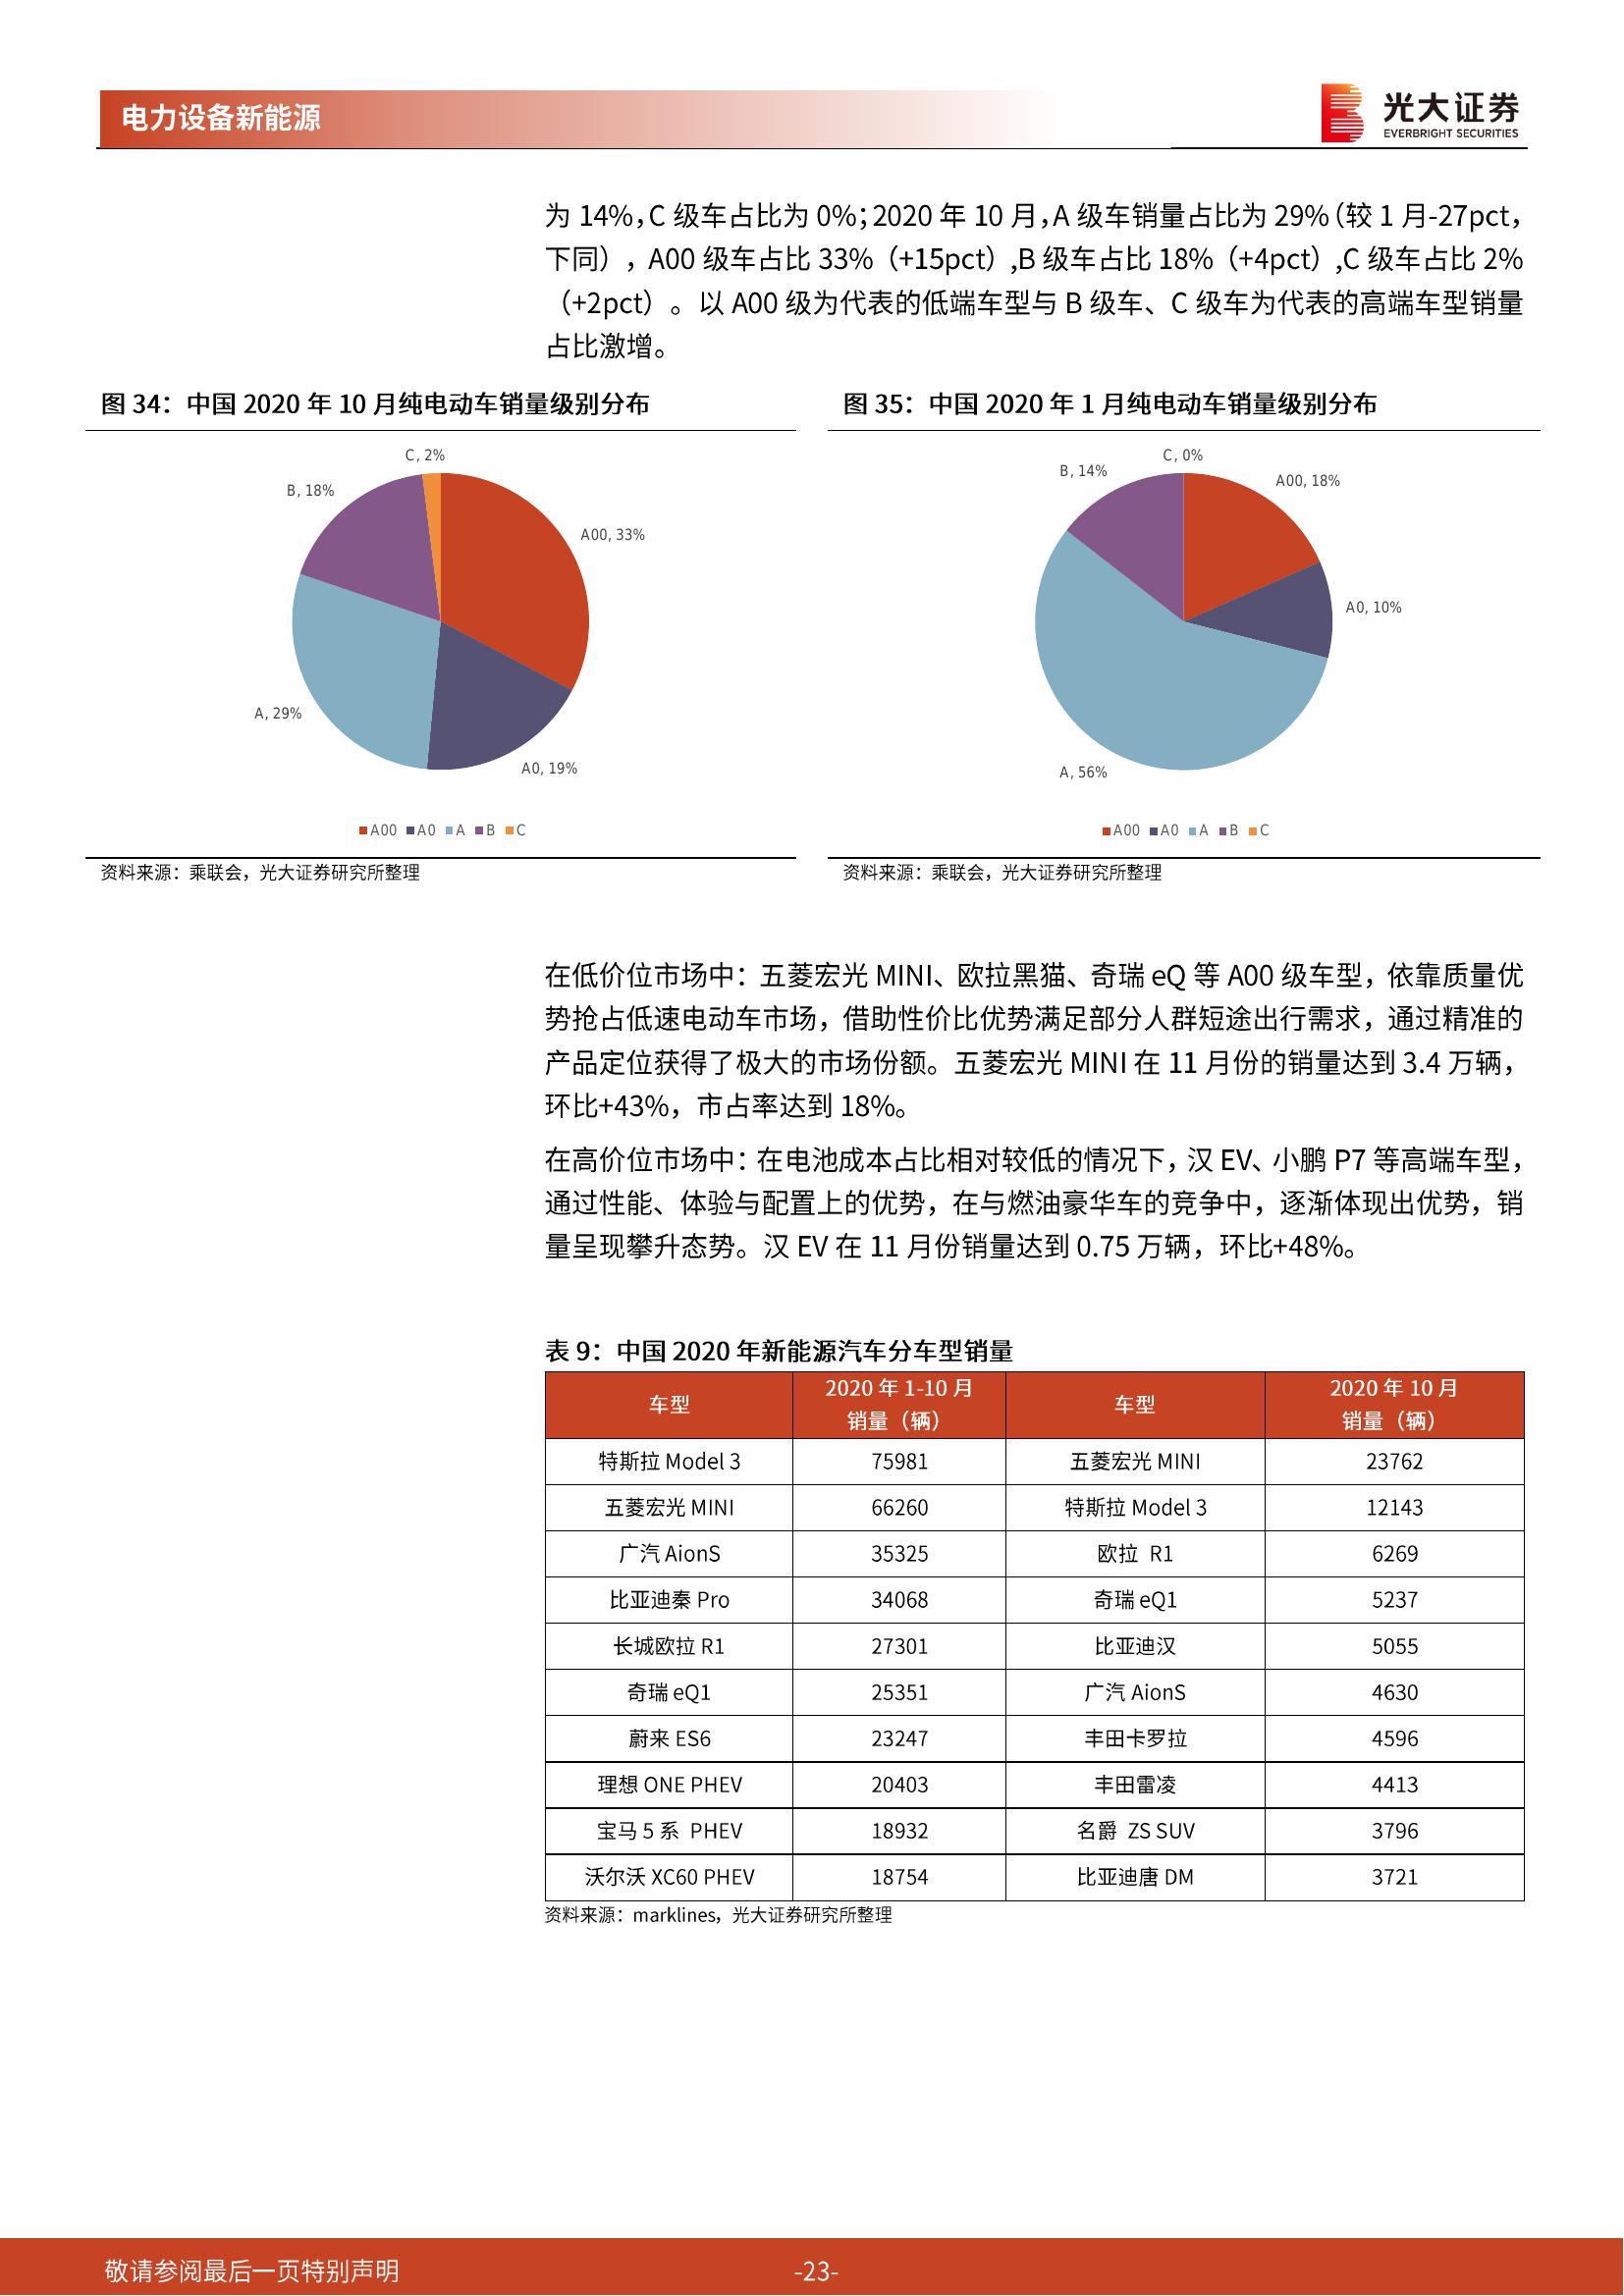 电力设备新能源
光大证券
EVERBRIGHT SECURITIES
为 14%，C 级车占比为 0%；2020 年 10 月，A 级车销量占比为 29%（较 1 月-27pct，
下同），A00 级车占比 33%（+15pct）,B 级车占比 18%（+4pct）,C 级车占比 2%
（+2pct）。以 A00 级为代表的低端车型与 B 级车、C 级车为代表的高端车型销量
占比激增。
图 34：中国 2020 年 10 月纯电动车销量级别分布
C, 2%
B, 18%
A00, 33%
A, 29%
A0, 19%
A00 A0 A B C
资料来源：乘联会，光大证券研究所整理
图 35：中国 2020 年 1 月纯电动车销量级别分布
C, 0%
B, 14%
A00, 18%
A0, 10%
A, 56%
A00 A0 A B C
资料来源：乘联会，光大证券研究所整理
在低价位市场中：五菱宏光 MINI、欧拉黑猫、奇瑞 eQ 等 A00 级车型，依靠质量优
势抢占低速电动车市场，借助性价比优势满足部分人群短途出行需求，通过精准的
产品定位获得了极大的市场份额。五菱宏光 MINI 在 11 月份的销量达到 3.4 万辆，
环比+43%，市占率达到 18%。
在高价位市场中：在电池成本占比相对较低的情况下，汉 EV、小鹏 P7 等高端车型，
通过性能、体验与配置上的优势，在与燃油豪华车的竞争中，逐渐体现出优势，销
量呈现攀升态势。汉 EV 在 11 月份销量达到 0.75 万辆，环比+48%。
表 9：中国 2020 年新能源汽车分车型销量
车型 2020 年 1-10 月 销量（辆） 车型 2020 年 10 月 销量（辆）
特斯拉 Model 3 75981 五菱宏光 MINI 23762
五菱宏光 MINI 66260 特斯拉 Model 3 12143
广汽 AionS 35325 欧拉 R1 6269
比亚迪秦 Pro 34068 奇瑞 eQ1 5237
长城欧拉 R1 27301 比亚迪汉 5055
奇瑞 eQ1 25351 广汽 AionS 4630
蔚来 ES6 23247 丰田卡罗拉 4596
理想 ONE PHEV 20403 丰田雷凌 4413
宝马 5 系 PHEV 18932 名爵 ZS SUV 3796
沃尔沃 XC60 PHEV 18754 比亚迪唐 DM 3721
资料来源：marklines，光大证券研究所整理
敬请参阅最后一页特别声明
-23-